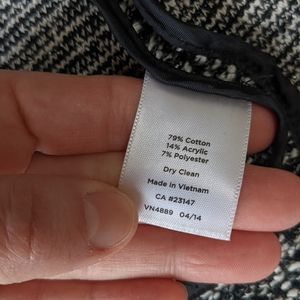 79% Cotton
14% Acrylic
7% Polyester
Dry Clean
Made in Vietnam
CA #23147
VN4889 04/14